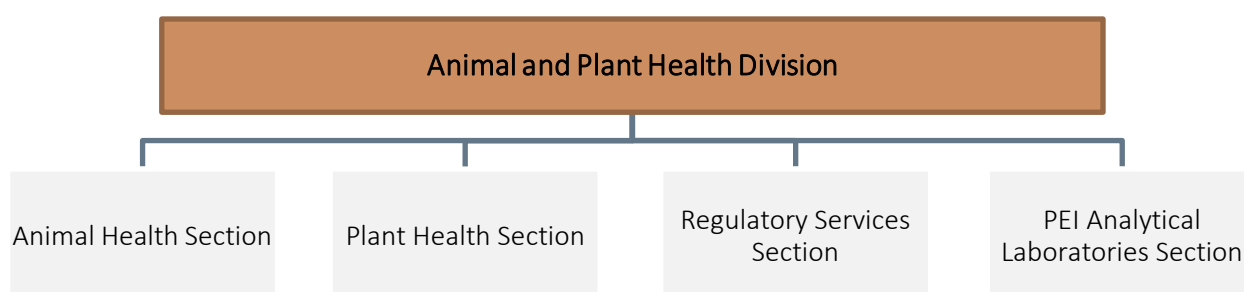 Animal and Plant Health Division
Animal Health Section
Plant Health Section
Regulatory Services
Section
PEI Analytical
Laboratories Section